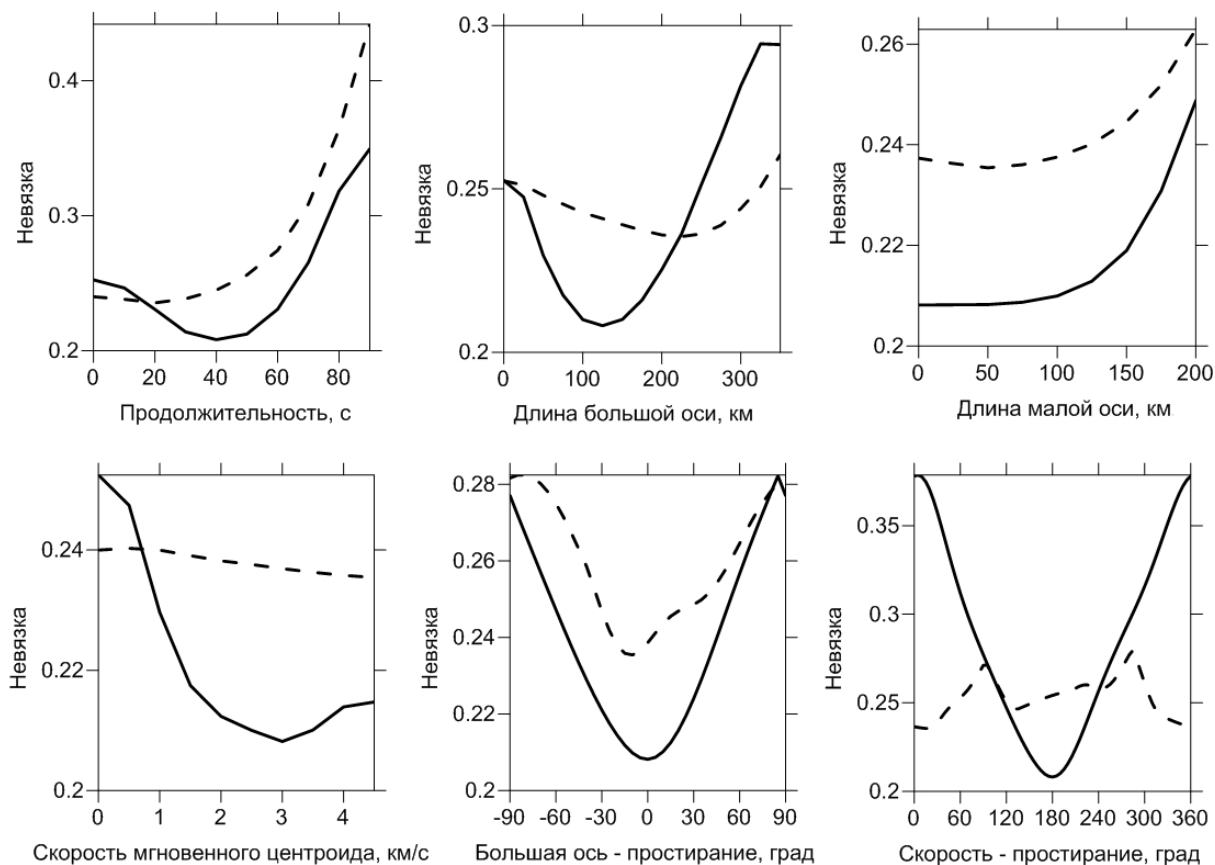 0.4
0.3
0.2
Невязка
0 20 40 60 80
Продолжительность, с
0.3
0.25
0.2
Невязка
0 100 200 300
Длина большой оси, км
0.26
0.24
0.22
0.2
Невязка
0 50 100 150 200
Длина малой оси, км
0.24
0.22
0.2
Невязка
0 1 2 3 4
Скорость мгновенного центроида, км/с
0.28
0.26
0.24
0.22
0.2
Невязка
-90 -60 -30 0 30 60 90
Большая ось - простирание, град
0.35
0.3
0.25
0.2
Невязка
0 60 120 180 240 300 360
Скорость - простирание, град